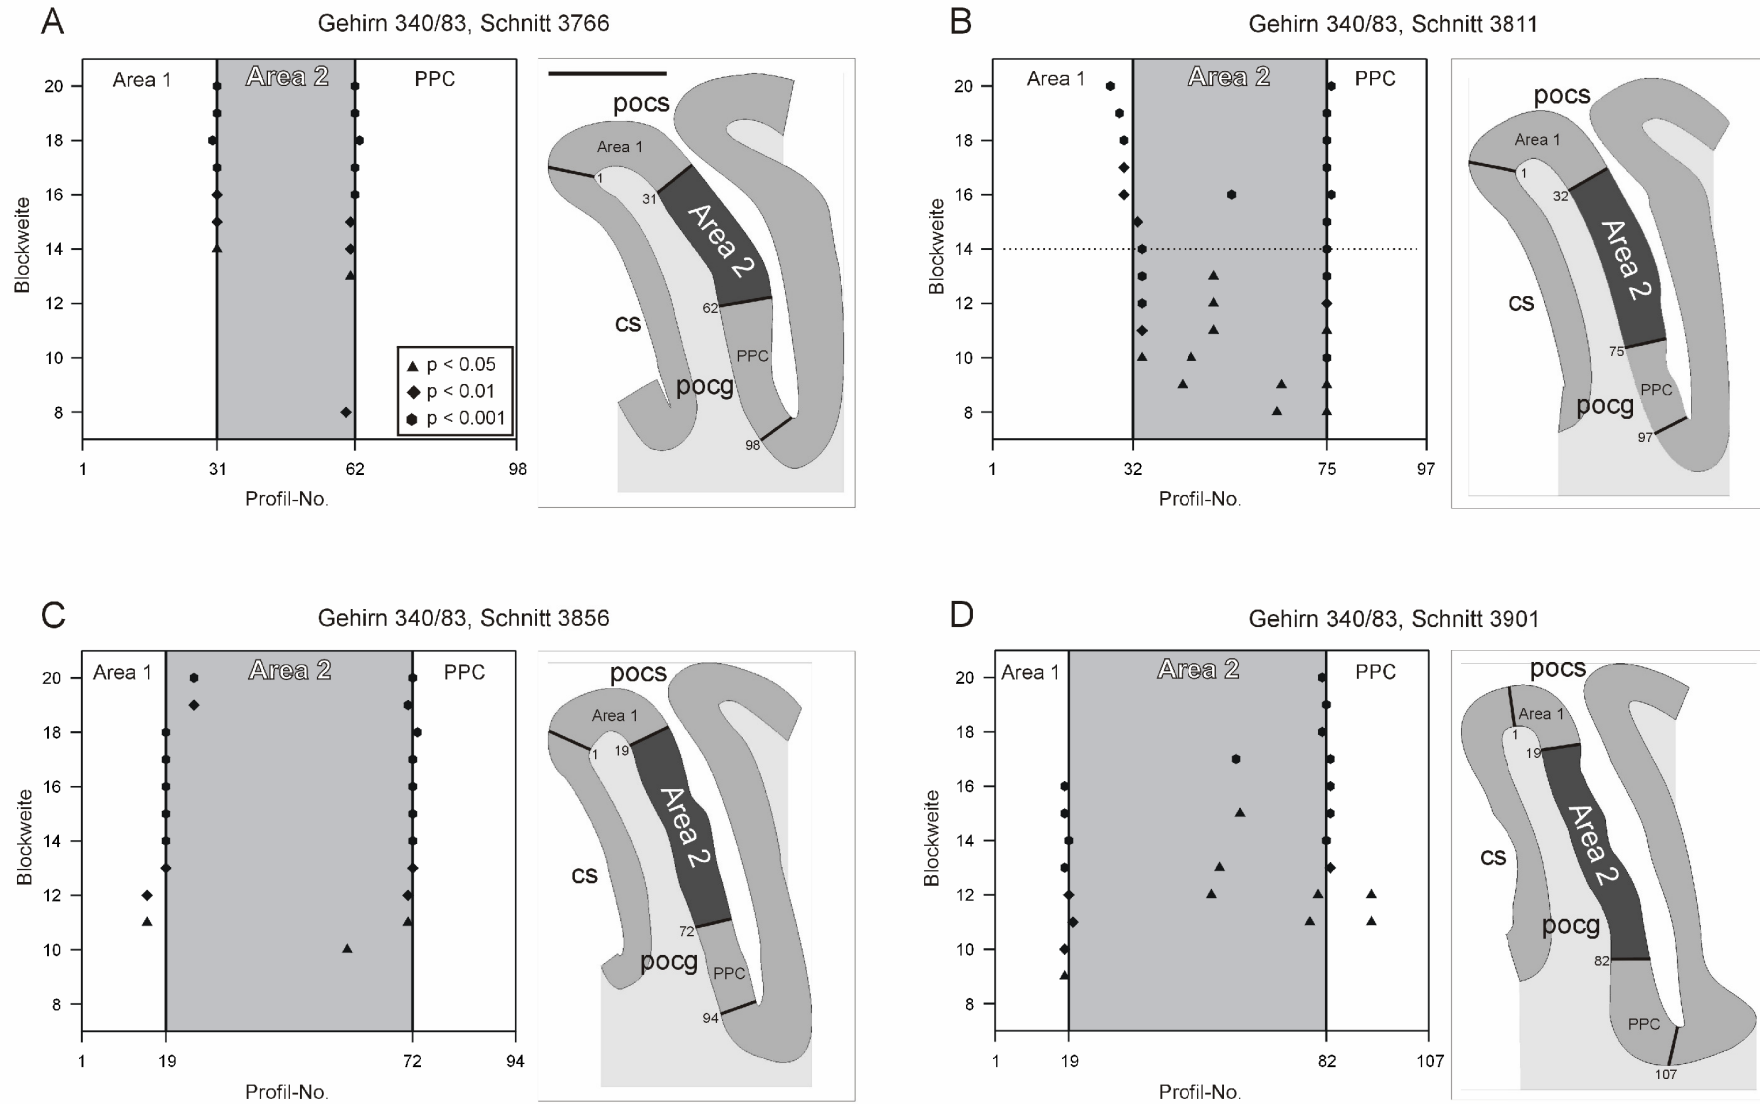 A
Gehirn 340/83, Schnitt 3766
Area 1
Area 2
PPC
20
18
16
14
12
10
8
Blockweite
p < 0.05
p < 0.01
p < 0.001
1
31
62
98
Profil-No.
pocs
Area 1
1
31
Area 2
62
cs
PPC
pocg
98
B
Gehirn 340/83, Schnitt 3811
Area 1
Area 2
PPC
20
18
16
14
12
10
8
Blockweite
1
32
75
97
Profil-No.
pocs
Area 1
1
32
Area 2
cs
75
PPC
pocg
97
C
Gehirn 340/83, Schnitt 3856
Area 1
Area 2
PPC
20
18
16
14
12
10
8
Blockweite
1
19
72
94
Profil-No.
pocs
Area 1
1
19
Area 2
cs
72
pocg
PPC
94
D
Gehirn 340/83, Schnitt 3901
Area 1
Area 2
PPC
20
18
16
14
12
10
8
Blockweite
1
19
82
107
Profil-No.
pocs
Area 1
1
19
Area 2
cs
pocg
82
PPC
107